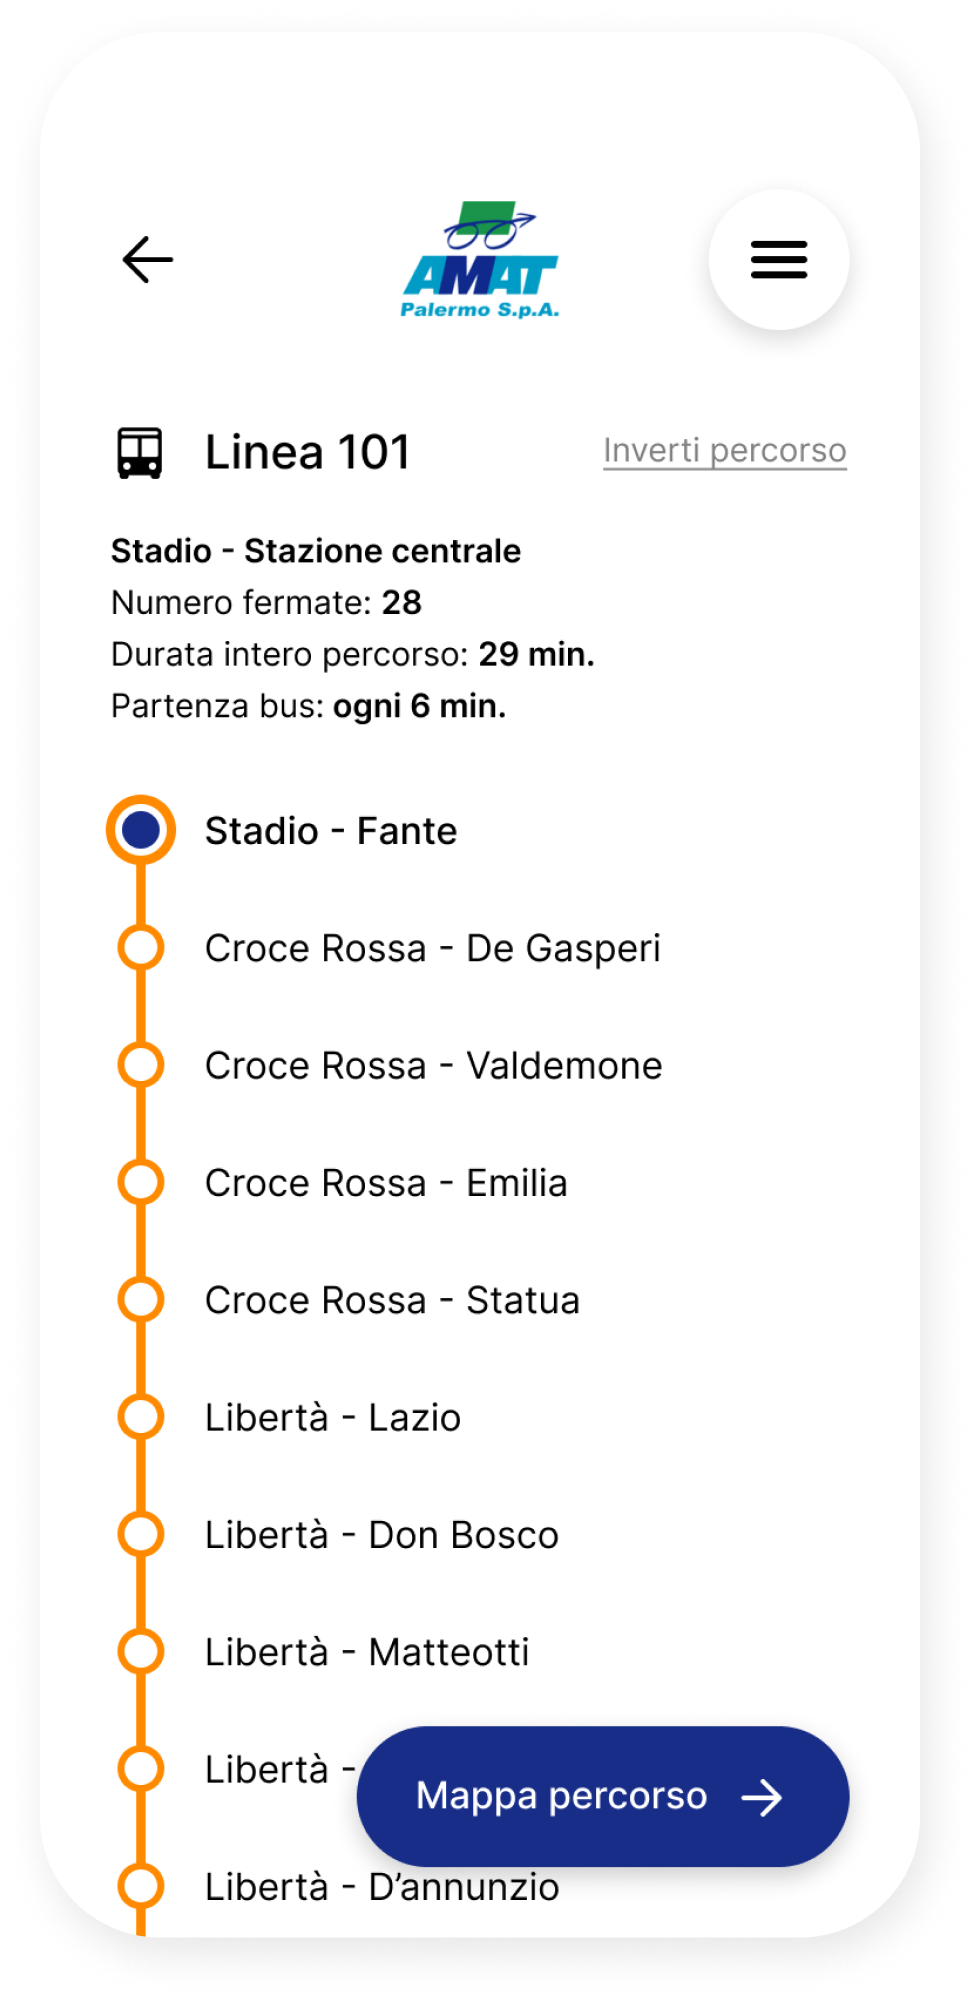 AMAT
Palermo S.p.A.
Linea 101
Inverti percorso
Stadio - Stazione centrale
Numero fermate: 28
Durata intero percorso: 29 min.
Partenza bus: ogni 6 min.
Stadio - Fante
Croce Rossa - De Gasperi
Croce Rossa - Valdemone
Croce Rossa - Emilia
Croce Rossa - Statua
Libertà - Lazio
Libertà - Don Bosco
Libertà - Matteotti
Libertà -
Mappa percorso
Libertà - D’annunzio